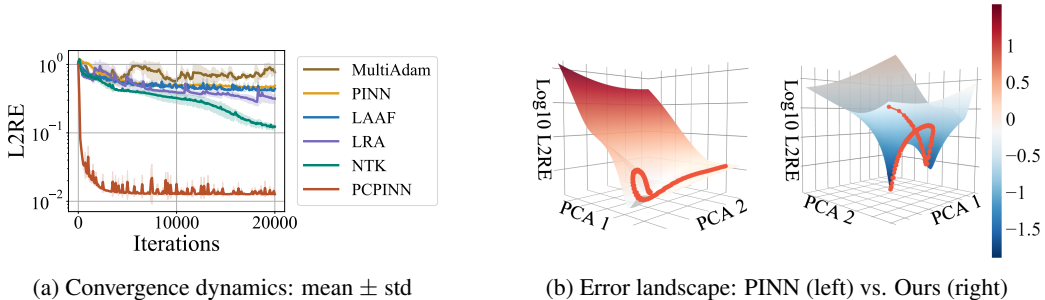 10⁰
10⁻¹
10⁻²
L2RE
0
10000
20000
Iterations
MultiAdam
PINN
LAAF
LRA
NTK
PCPINN
(a) Convergence dynamics: mean ± std
Log10 L2RE
PCA 1
PCA 2
Log10 L2RE
PCA 2
PCA 1
1
0.5
0
−0.5
−1
−1.5
(b) Error landscape: PINN (left) vs. Ours (right)